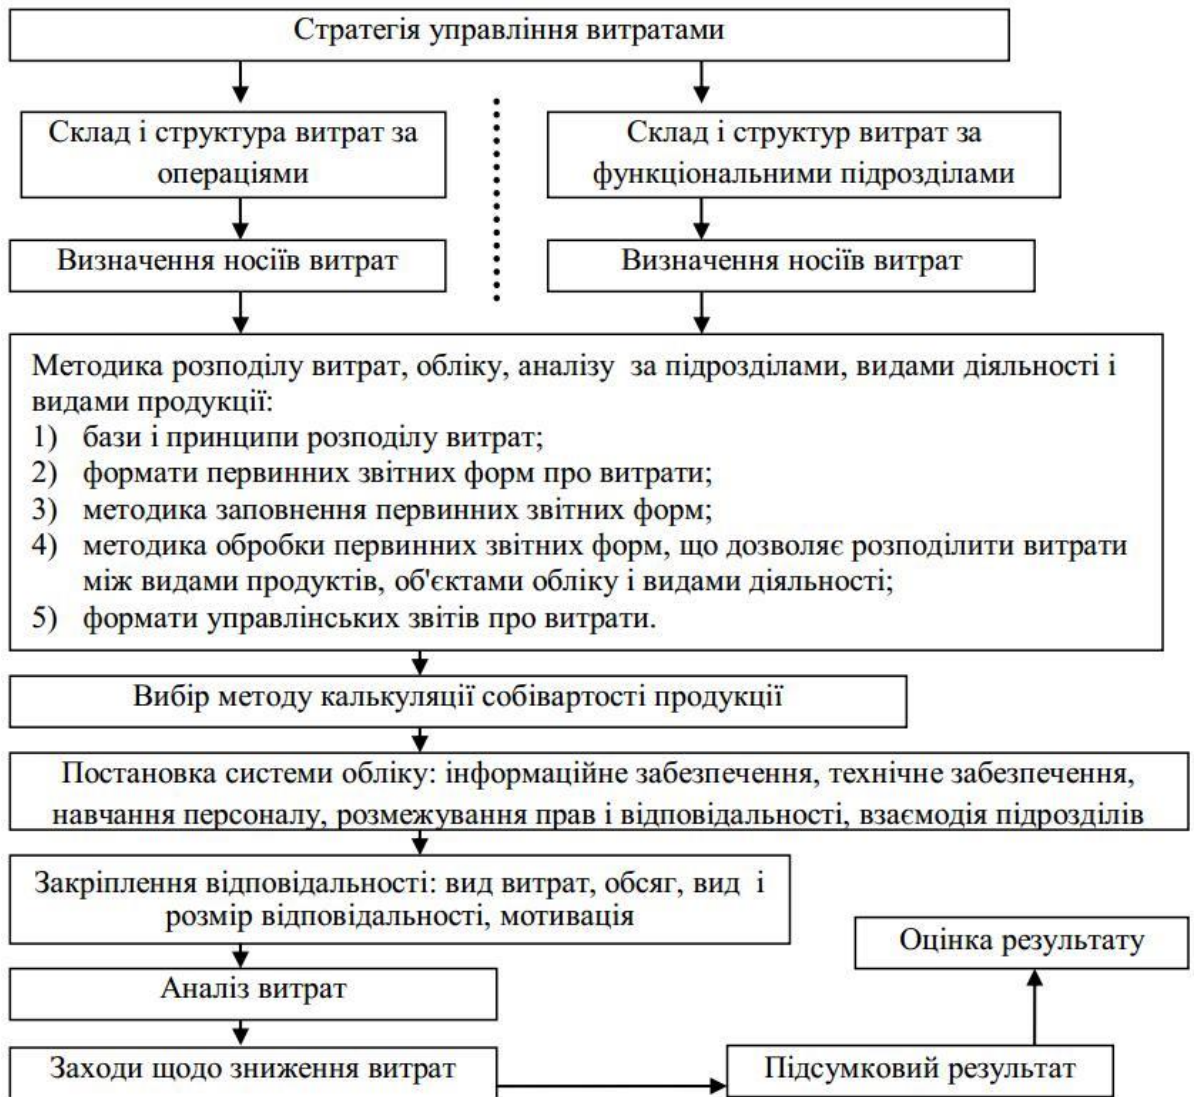 Стратегія управління витратами
Склад і структура витрат за
операціями
Склад і структур витрат за
функціональними підрозділами
Визначення носіїв витрат
Визначення носіїв витрат
Методика розподілу витрат, обліку, аналізу за підрозділами, видами діяльності і
видами продукції:
1) бази і принципи розподілу витрат;
2) формати первинних звітних форм про витрати;
3) методика заповнення первинних звітних форм;
4) методика обробки первинних звітних форм, що дозволяє розподілити витрати
між видами продуктів, об'єктами обліку і видами діяльності;
5) формати управлінських звітів про витрати.
Вибір методу калькуляції собівартості продукції
Постановка системи обліку: інформаційне забезпечення, технічне забезпечення,
навчання персоналу, розмежування прав і відповідальності, взаємодія підрозділів
Закріплення відповідальності: вид витрат, обсяг, вид і
розмір відповідальності, мотивація
Оцінка результату
Аналіз витрат
Заходи щодо зниження витрат
Підсумковий результат